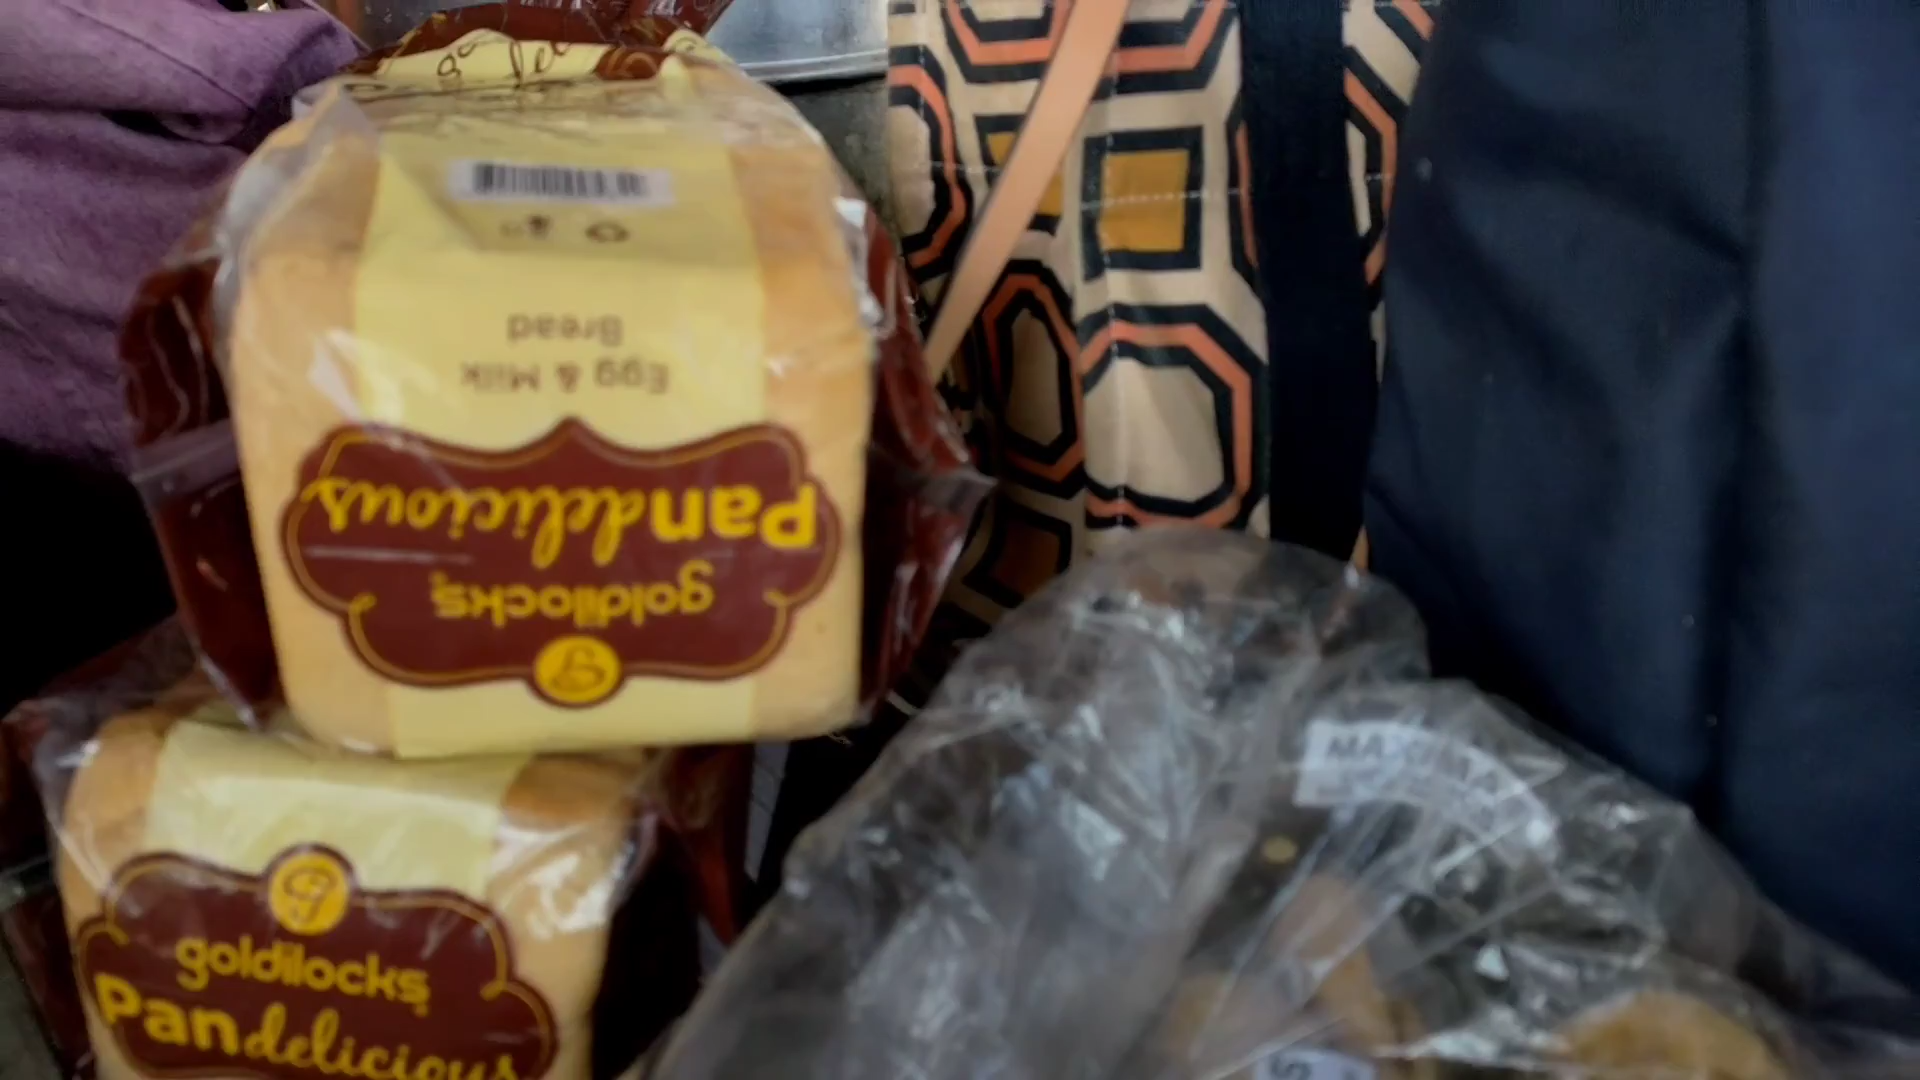 Egg & Milk
Bread
goldilocks
Pandelicious
goldilocks
Pandelicious